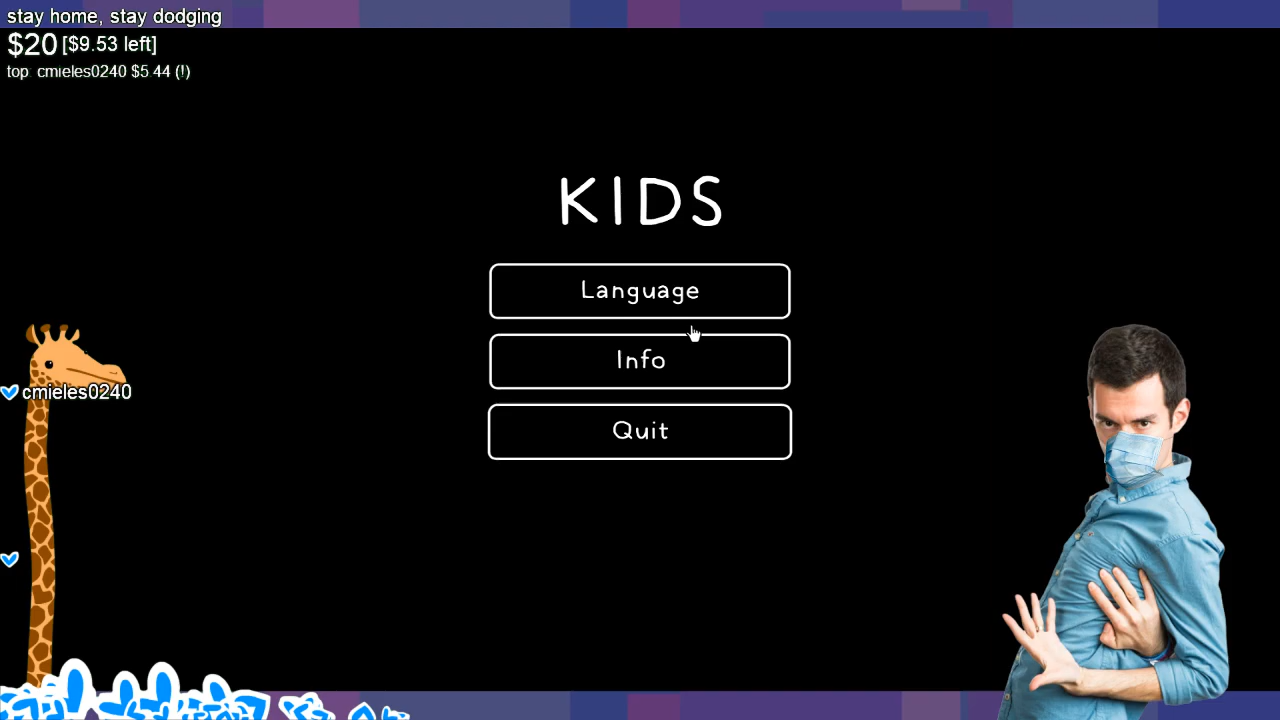 stay home, stay dodging
$20 [$9.53 left]
top: cmieles0240 $5.44 (!)
KIDS
Language
Info
Quit
cmieles0240